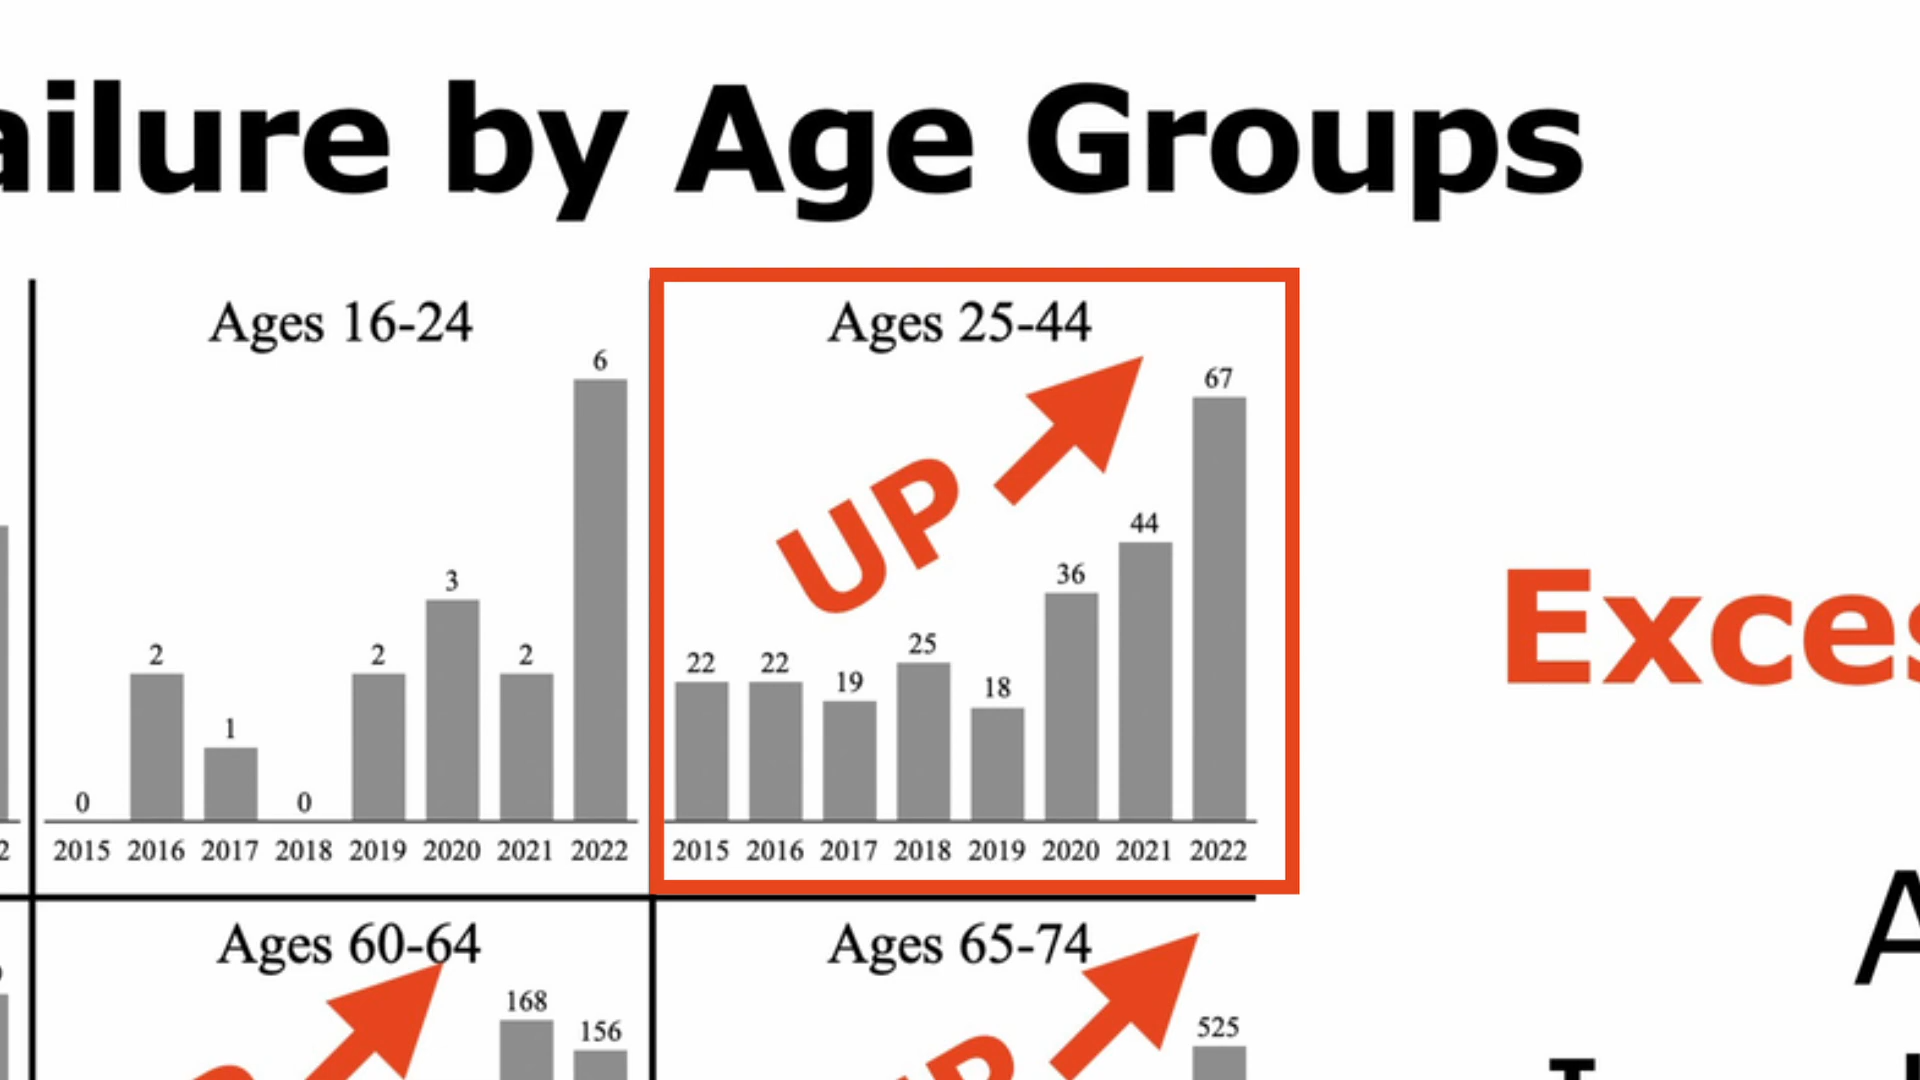 ailure by Age Groups
Ages 16-24
6
3
2
2
2
1
0
0
2015 2016 2017 2018 2019 2020 2021 2022
Ages 25-44
UP
67
44
36
25
22 22
19
18
2015 2016 2017 2018 2019 2020 2021 2022
2
Exces
A
Ages 60-64
168
156
Ages 65-74
525